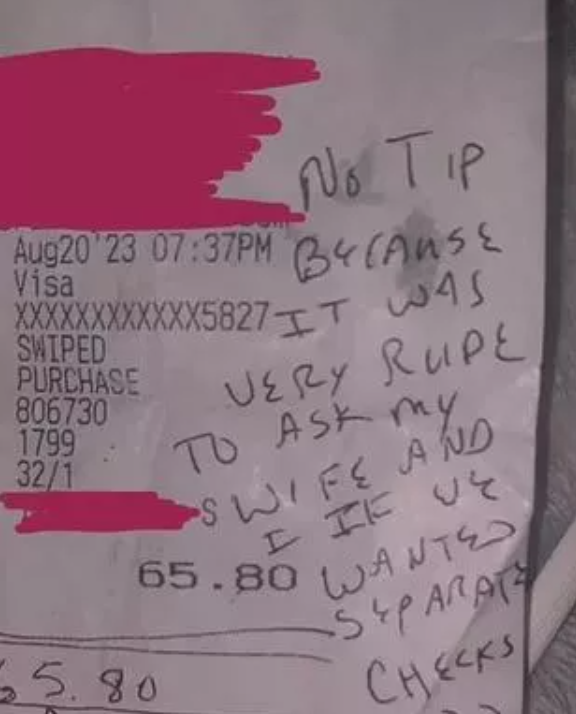 No TIP
Aug20'23 07:37PM BECAUSE
Visa
XXXXXXXXXXXX5827 IT WAS
SWIPED
PURCHASE VERY RUDE
806730
1799 TO ASK MY
32/1
S WIFE AND
I IF WE
65.80 WANTED
SEPARATE
65.80 CHECKS